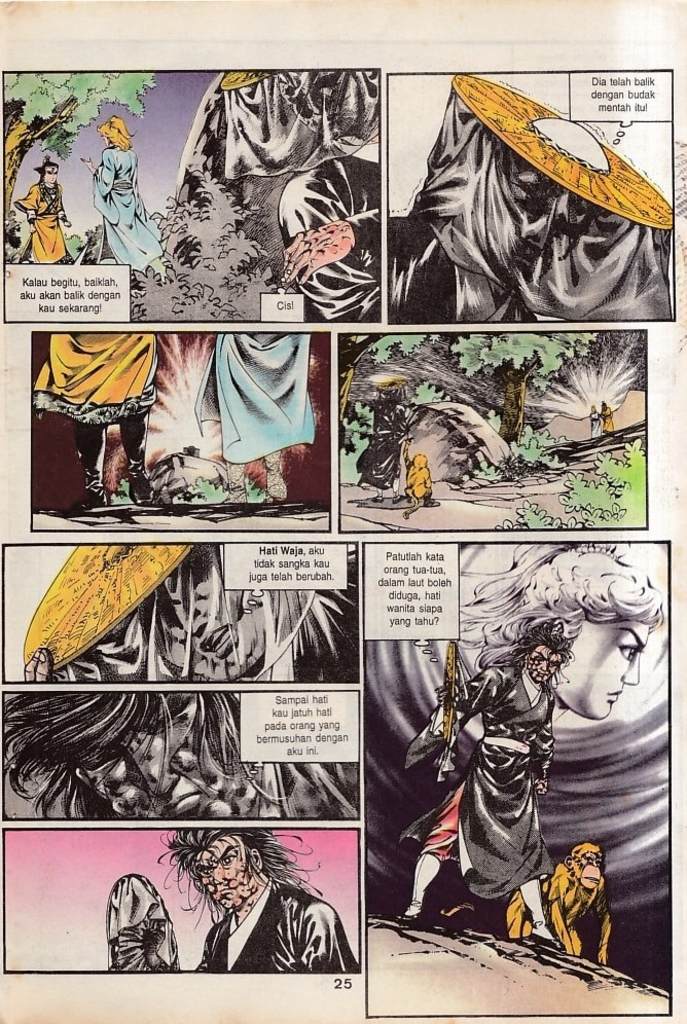 Kalau begitu, baiklah,
aku akan balik dengan
kau sekarang!
Cis!
Dia telah balik
dengan budak
mentah itu!
Hati Waja, aku
tidak sangka kau
juga telah berubah.
Sampai hati
kau jatuh hati
pada orang yang
bermusuhan dengan
aku ini.
Patutlah kata
orang tua-tua,
dalam laut boleh
diduga, hati
wanita siapa
yang tahu?
25